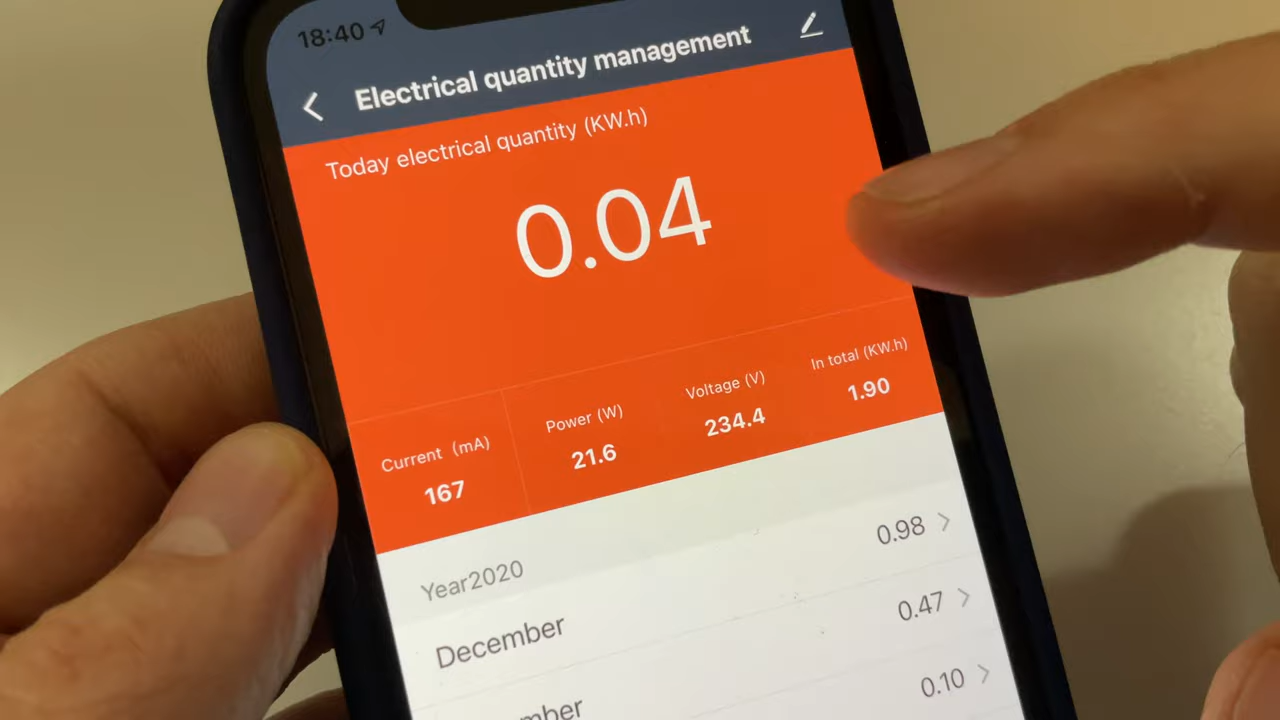 18:40
Electrical quantity management
Today electrical quantity (KW.h)
0.04
Current (mA) Power (W) Voltage (V) In total (KW.h)
167 21.6 234.4 1.90
Year2020
December 0.98
0.47
0.10